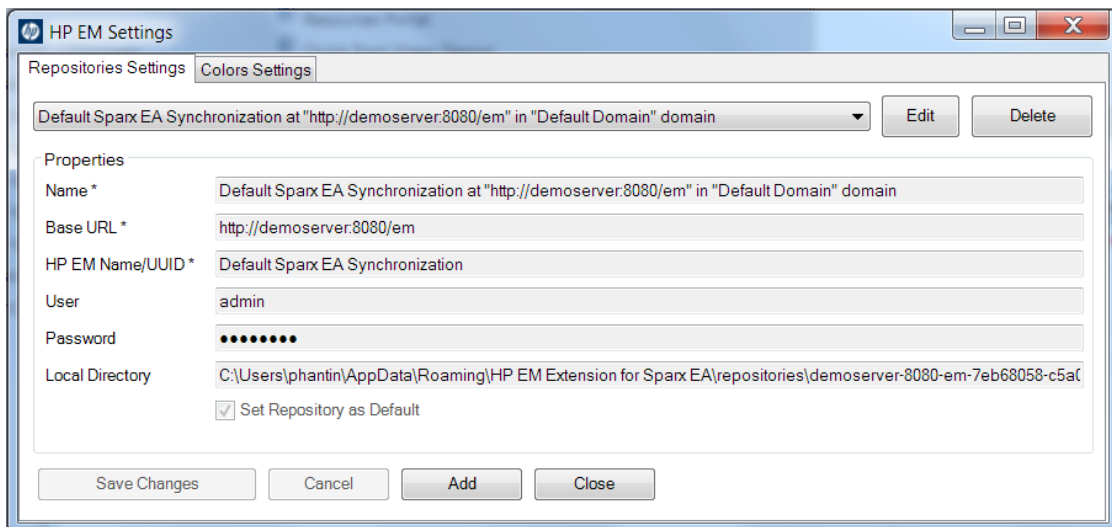 HP EM Settings
Repositories Settings Colors Settings
Default Sparx EA Synchronization at "http://demoserver:8080/em" in "Default Domain" domain Edit Delete
Properties
Name * Default Sparx EA Synchronization at "http://demoserver:8080/em" in "Default Domain" domain
Base URL * http://demoserver:8080/em
HP EM Name/UUID * Default Sparx EA Synchronization
User admin
Password ••••••••
Local Directory C:\Users\phantin\AppData\Roaming\HP EM Extension for Sparx EA\repositories\demoserver-8080-em-7eb68058-c5a0
Set Repository as Default
Save Changes Cancel Add Close